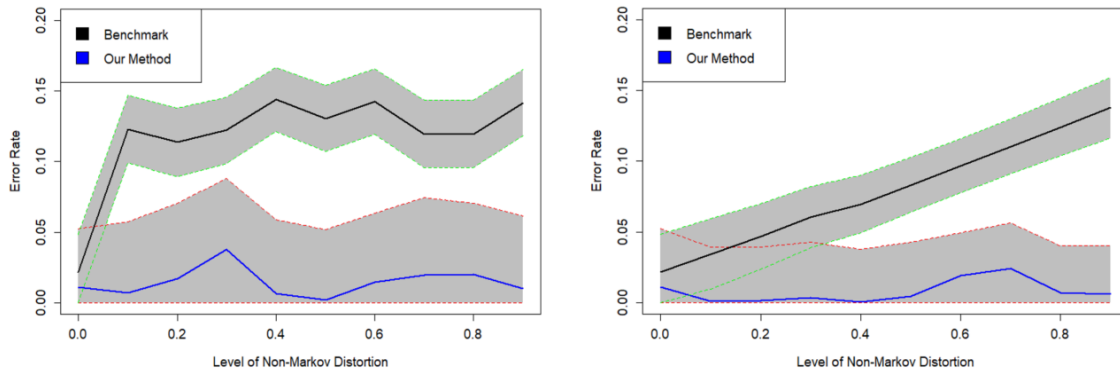 0.20
0.15
0.10
0.05
0.00
Error Rate
Benchmark
Our Method
0.0 0.2 0.4 0.6 0.8
Level of Non-Markov Distortion
0.20
0.15
0.10
0.05
0.00
Error Rate
Benchmark
Our Method
0.0 0.2 0.4 0.6 0.8
Level of Non-Markov Distortion